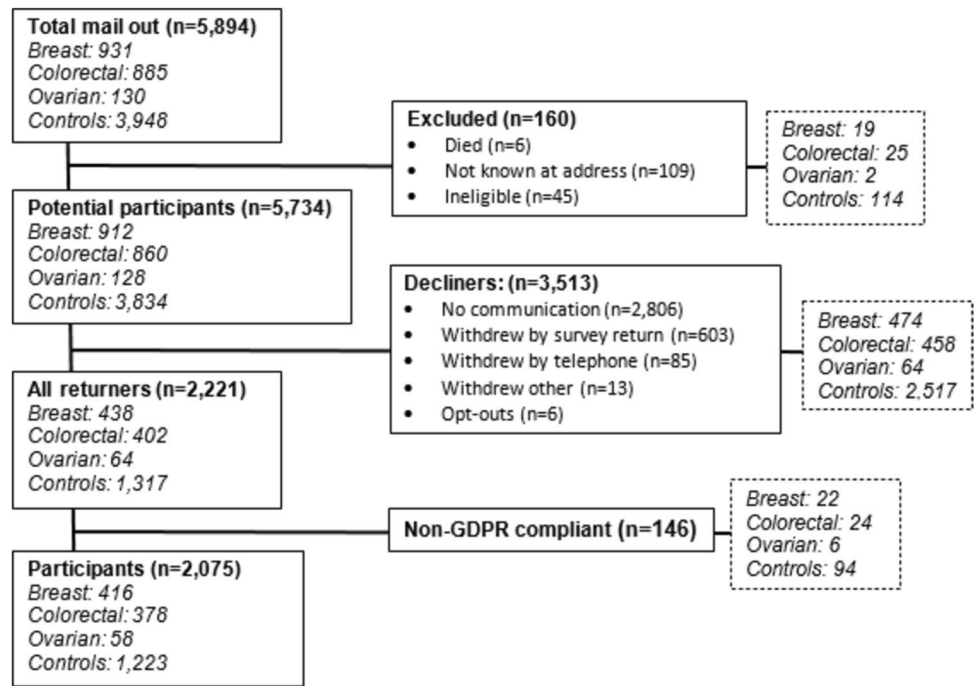 Total mail out (n=5,894)
Breast: 931
Colorectal: 885
Ovarian: 130
Controls: 3,948
Excluded (n=160)
• Died (n=6)
• Not known at address (n=109)
• Ineligible (n=45)
Breast: 19
Colorectal: 25
Ovarian: 2
Controls: 114
Potential participants (n=5,734)
Breast: 912
Colorectal: 860
Ovarian: 128
Controls: 3,834
Decliners: (n=3,513)
• No communication (n=2,806)
• Withdrew by survey return (n=603)
• Withdrew by telephone (n=85)
• Withdrew other (n=13)
• Opt-outs (n=6)
Breast: 474
Colorectal: 458
Ovarian: 64
Controls: 2,517
All returners (n=2,221)
Breast: 438
Colorectal: 402
Ovarian: 64
Controls: 1,317
Non-GDPR compliant (n=146)
Breast: 22
Colorectal: 24
Ovarian: 6
Controls: 94
Participants (n=2,075)
Breast: 416
Colorectal: 378
Ovarian: 58
Controls: 1,223